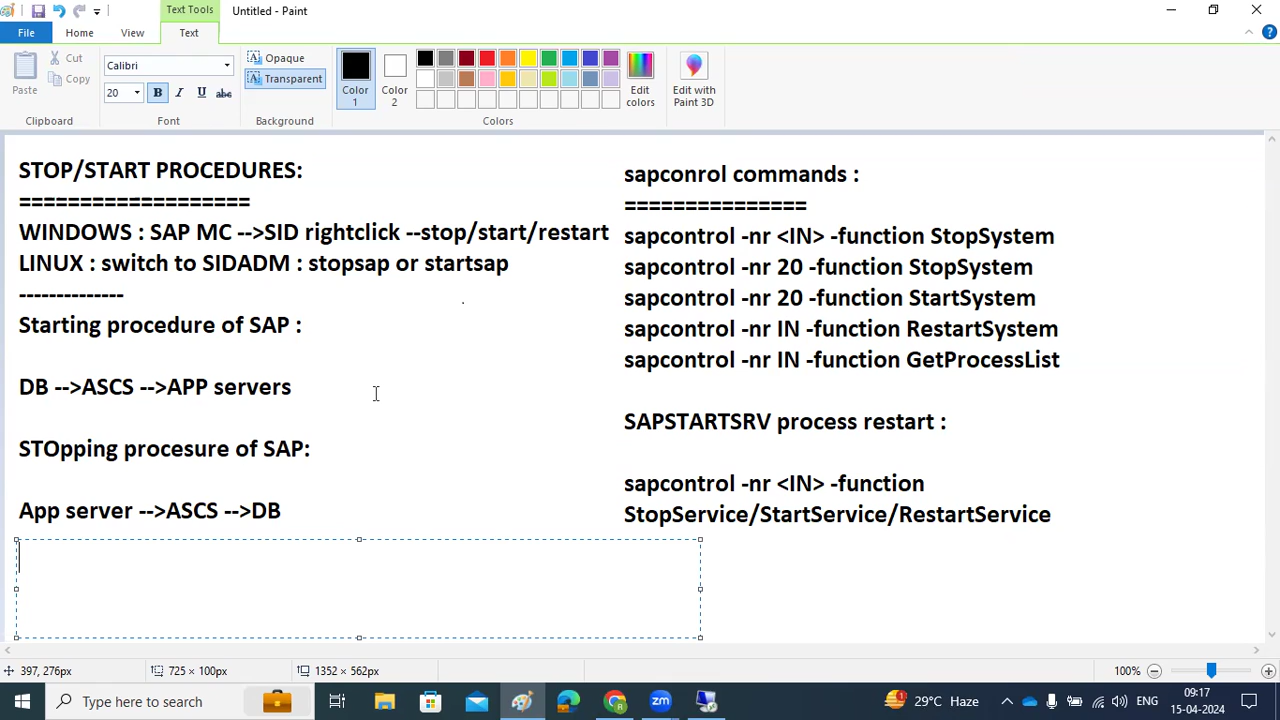 Text Tools
Untitled - Paint
File
Home
View
Text
Paste
Cut
Copy
Clipboard
Calibri
20
B
I
U
abc
Font
Opaque
Transparent
Background
Color
1
Color
2
Edit
colors
Colors
Edit with
Paint 3D
STOP/START PROCEDURES:
===================
WINDOWS : SAP MC -->SID rightclick --stop/start/restart
LINUX : switch to SIDADM : stopsap or startsap
--------------
Starting procedure of SAP :
DB -->ASCS -->APP servers
STOpping procesure of SAP:
App server -->ASCS -->DB
sapconrol commands :
===============
sapcontrol -nr <IN> -function StopSystem
sapcontrol -nr 20 -function StopSystem
sapcontrol -nr 20 -function StartSystem
sapcontrol -nr IN -function RestartSystem
sapcontrol -nr IN -function GetProcessList
SAPSTARTSRV process restart :
sapcontrol -nr <IN> -function
StopService/StartService/RestartService
397, 276px
725 × 100px
1352 × 562px
100%
Type here to search
zm
1
29°C Haze
ENG
09:17
15-04-2024